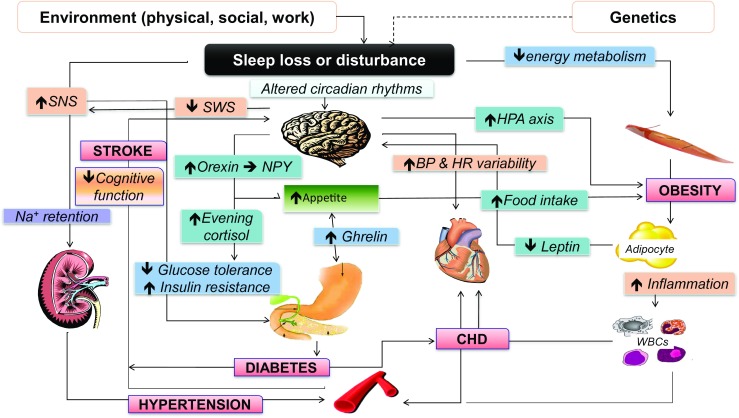 Environment (physical, social, work)
Genetics
Sleep loss or disturbance
↓energy metabolism
Altered circadian rhythms
↑SNS
↓ SWS
↑HPA axis
STROKE
↑Orexin → NPY
↑BP & HR variability
↓Cognitive
function
↑Appetite
↑Food intake
OBESITY
Na⁺ retention
↑Evening
cortisol
↑ Ghrelin
↓ Leptin
Adipocyte
↓ Glucose tolerance
↑ Insulin resistance
↑ Inflammation
WBCs
CHD
DIABETES
HYPERTENSION